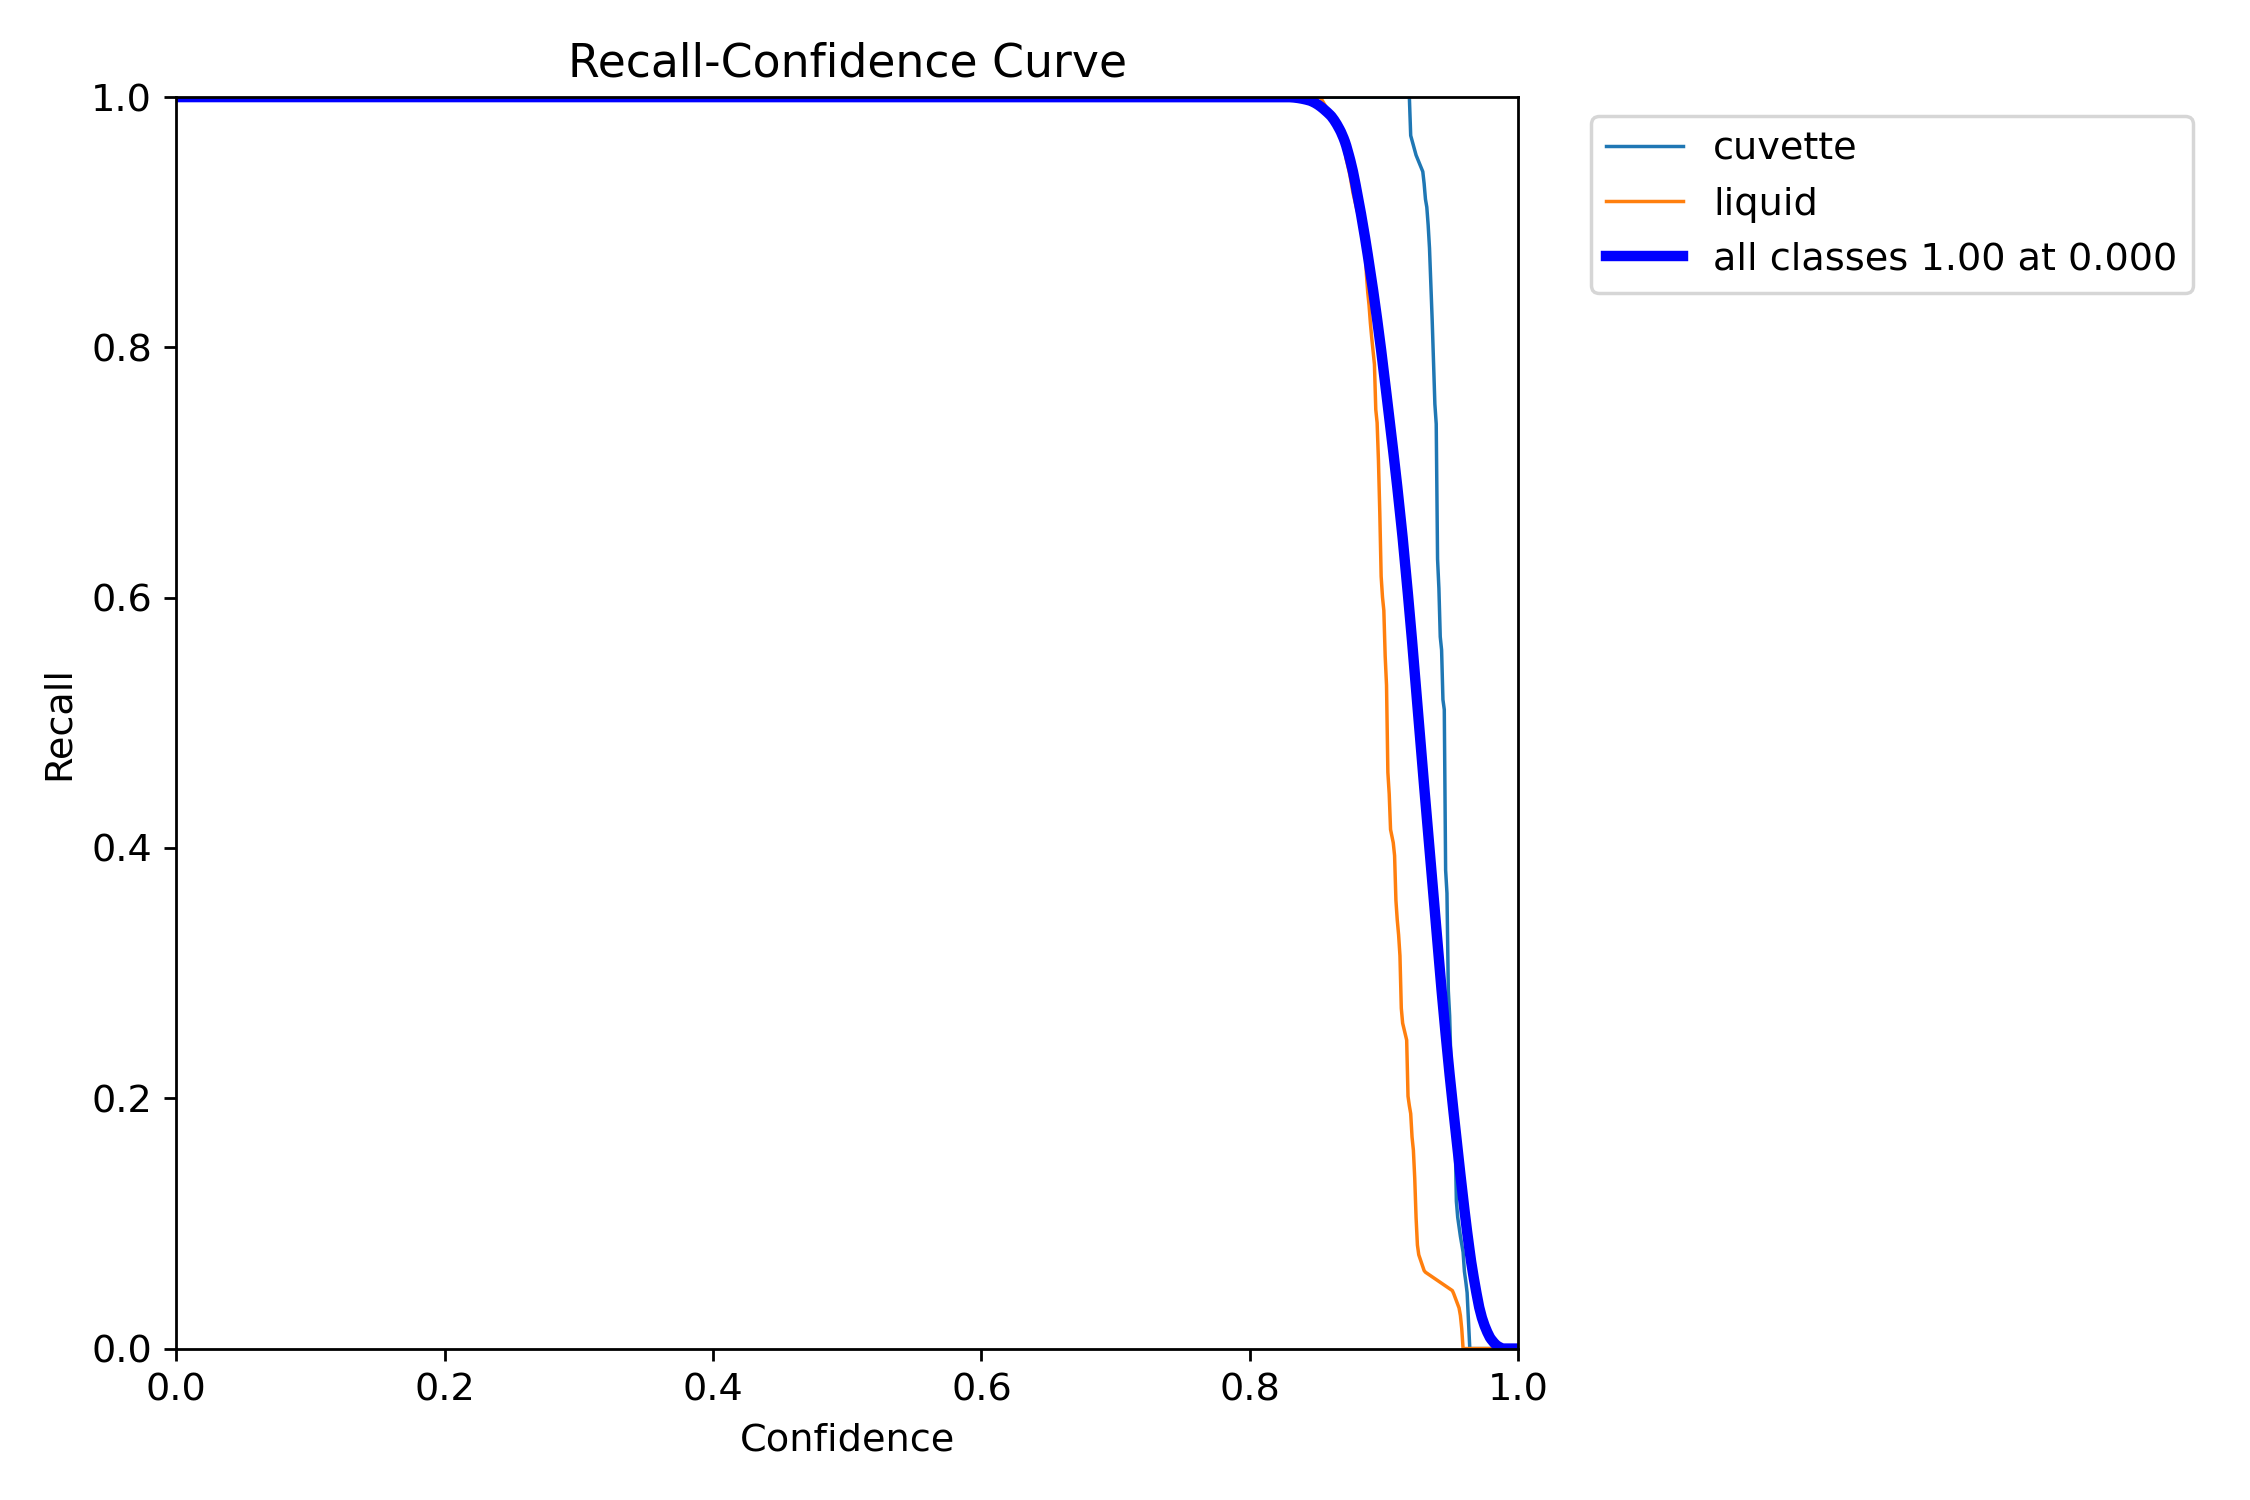 Recall-Confidence Curve
1.0
0.8
0.6
0.4
0.2
0.0
Recall
0.0 0.2 0.4 0.6 0.8 1.0
Confidence
cuvette
liquid
all classes 1.00 at 0.000